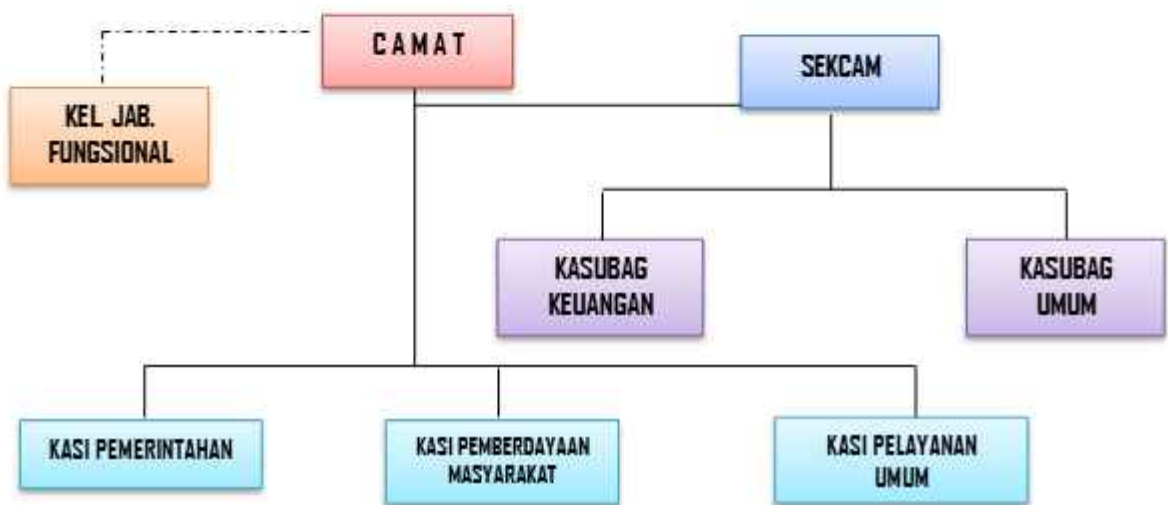 C A M A T
SEKCAM
KEL. JAB.
FUNGSIONAL
KASUBAG
KEUANGAN
KASUBAG
UMUM
KASI PEMERINTAHAN
KASI PEMBERDAYAAN
MASYARAKAT
KASI PELAYANAN
UMUM